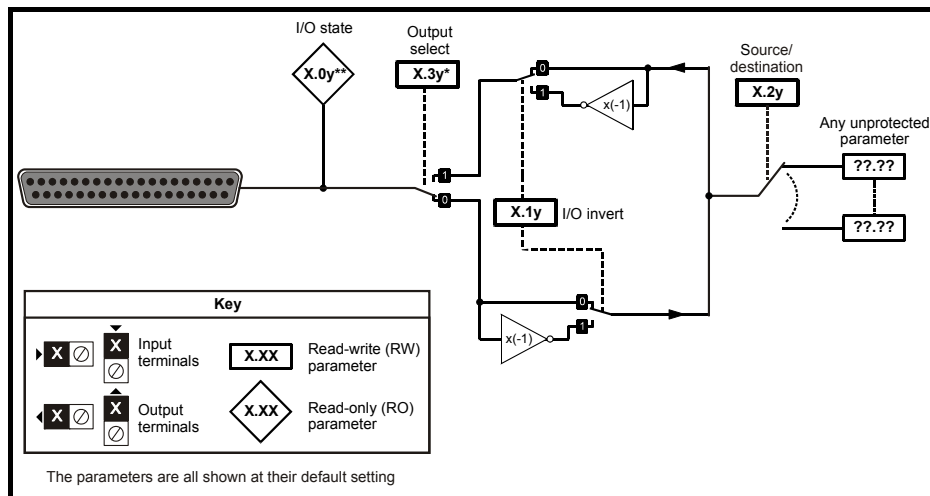 I/O state
X.0y**
Output
select
X.3y*
0
1
x(-1)
Source/
destination
X.2y
Any unprotected
parameter
??.??
??.??
1
0
X.1y
I/O invert
0
1
x(-1)
Key
X
X
Input
terminals
X.XX
Read-write (RW)
parameter
X
X
Output
terminals
X.XX
Read-only (RO)
parameter
The parameters are all shown at their default setting